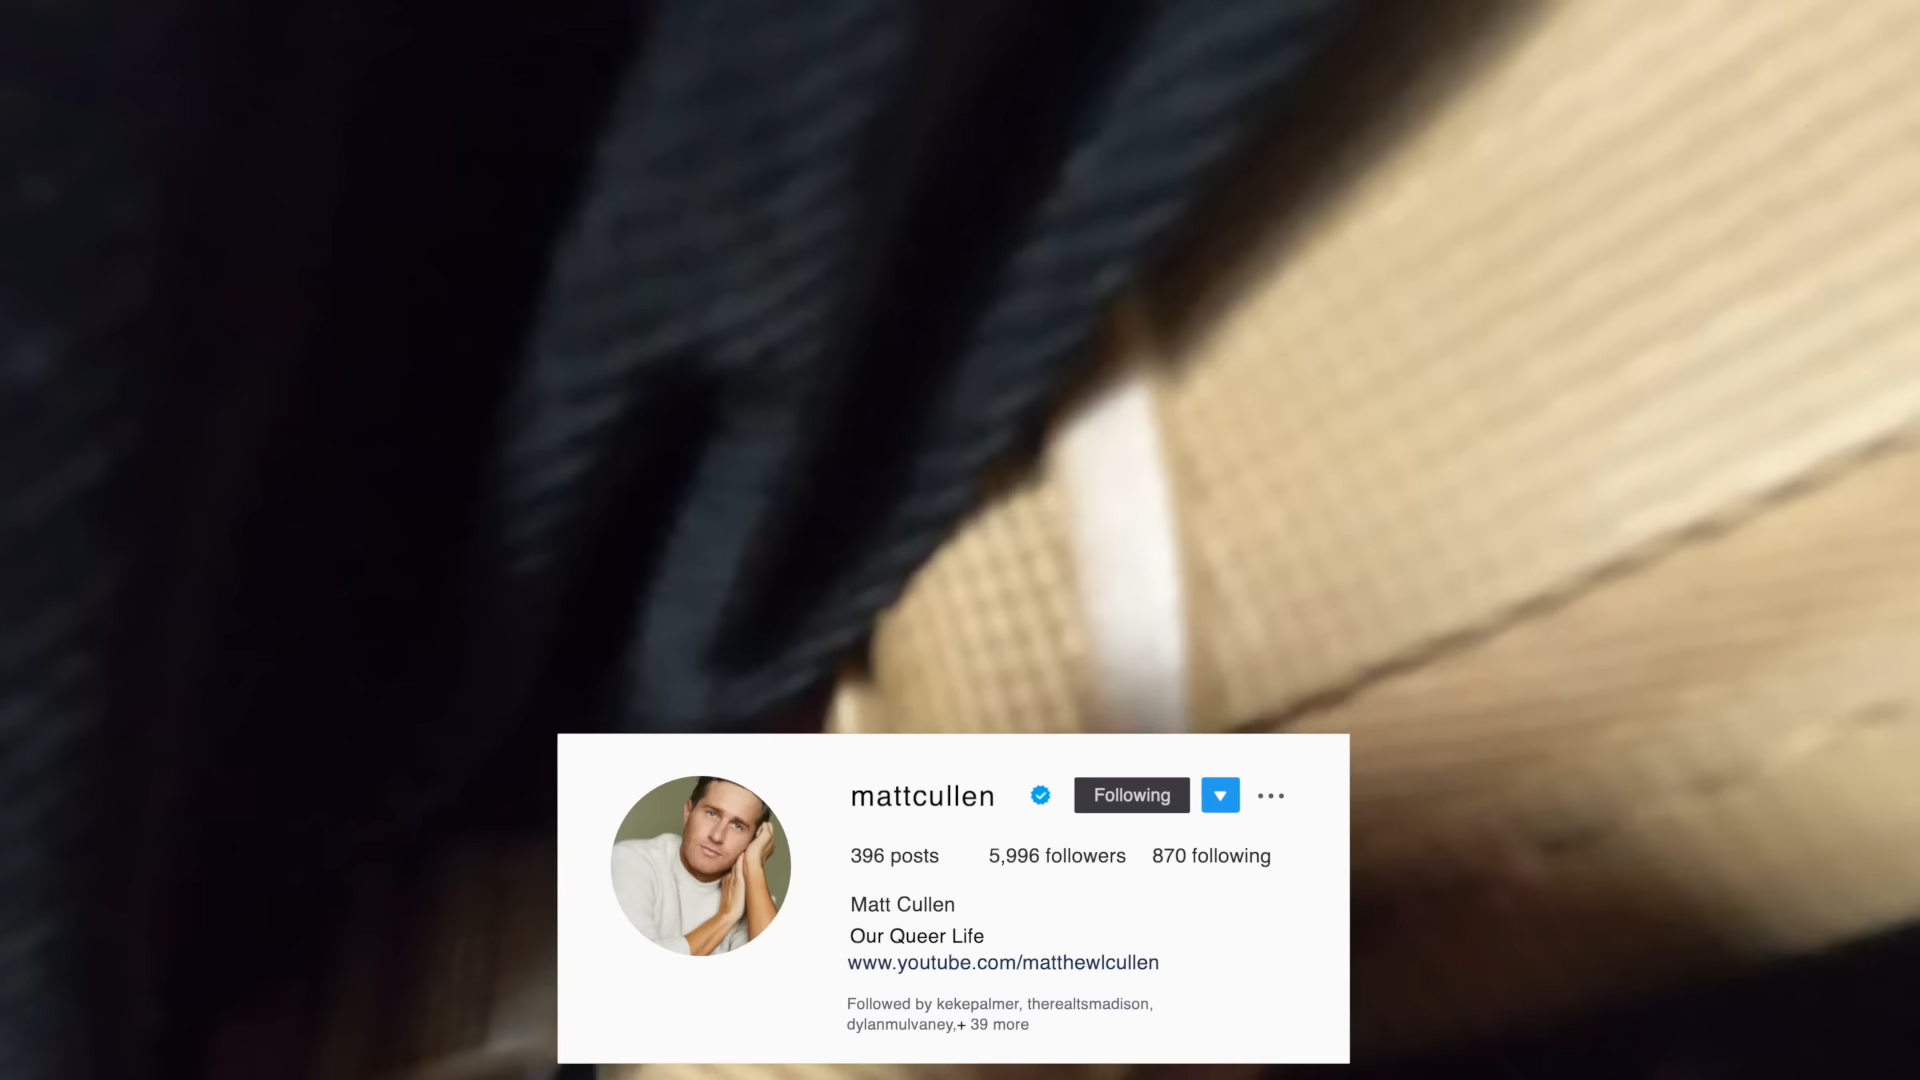 mattcullen Following
396 posts 5,996 followers 870 following
Matt Cullen
Our Queer Life
www.youtube.com/matthewlcullen
Followed by kekepalmer, therealtsmadison,
dylanmulvaney,+ 39 more